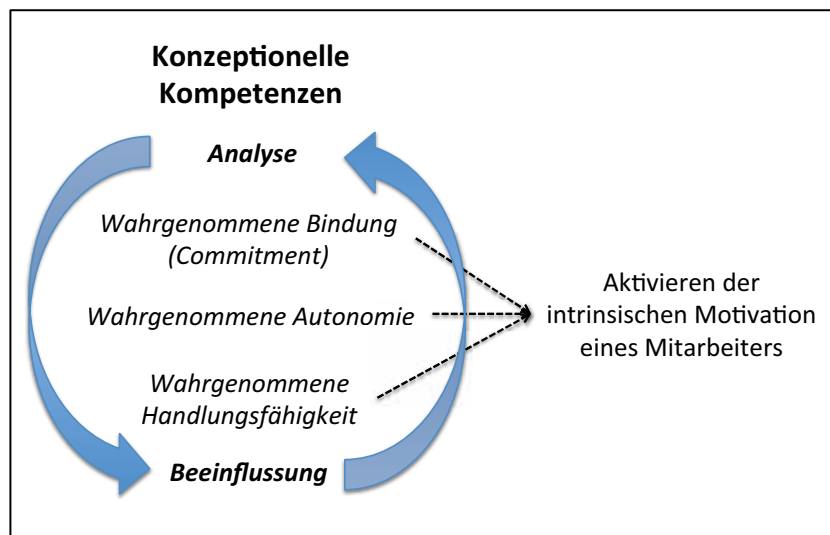 Konzeptionelle
Kompetenzen
Analyse
Wahrgenommene Bindung
(Commitment)
Wahrgenommene Autonomie
Wahrgenommene
Handlungsfähigkeit
Beeinflussung
Aktivieren der
intrinsischen Motivation
eines Mitarbeiters